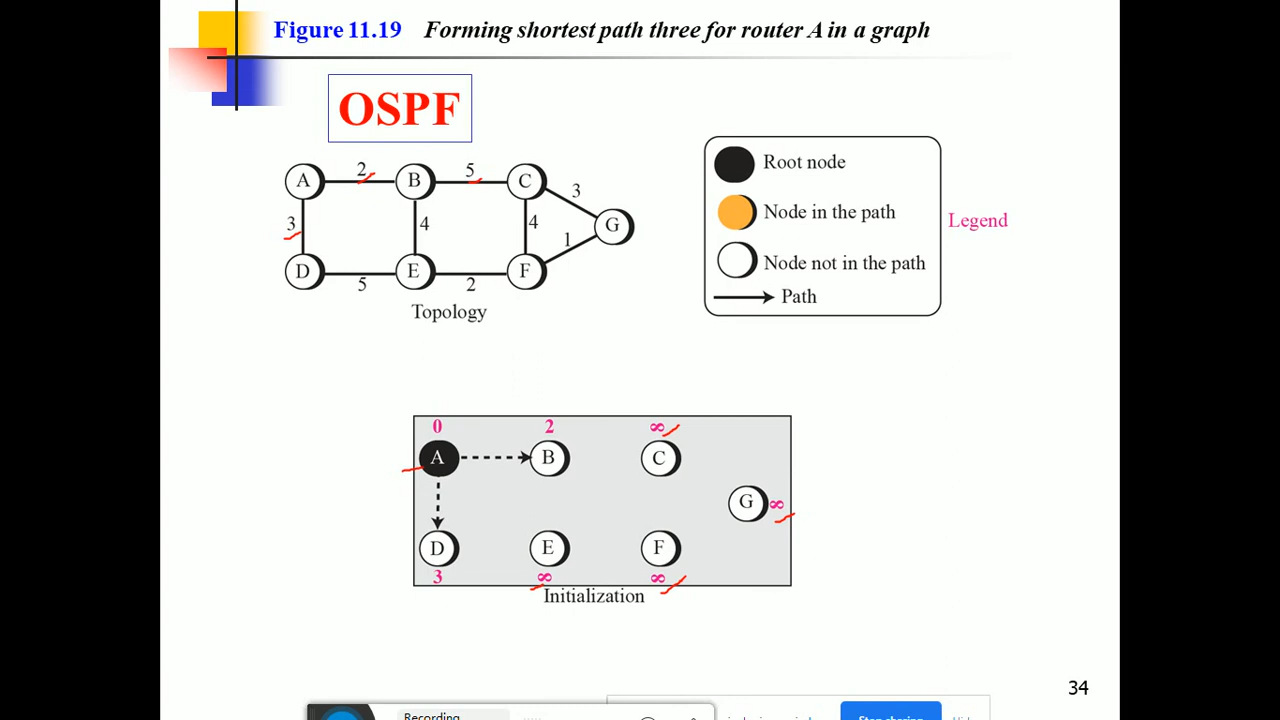 Figure 11.19 Forming shortest path three for router A in a graph
OSPF
A 2 B 5 C 3
3 4 4 G
1
D 5 E 2 F
Topology
Root node
Node in the path
Node not in the path
Path
Legend
0 2 ∞
A B C
G ∞
D E F
3 ∞ ∞
Initialization
34
Recording
Stop sharing
Hide